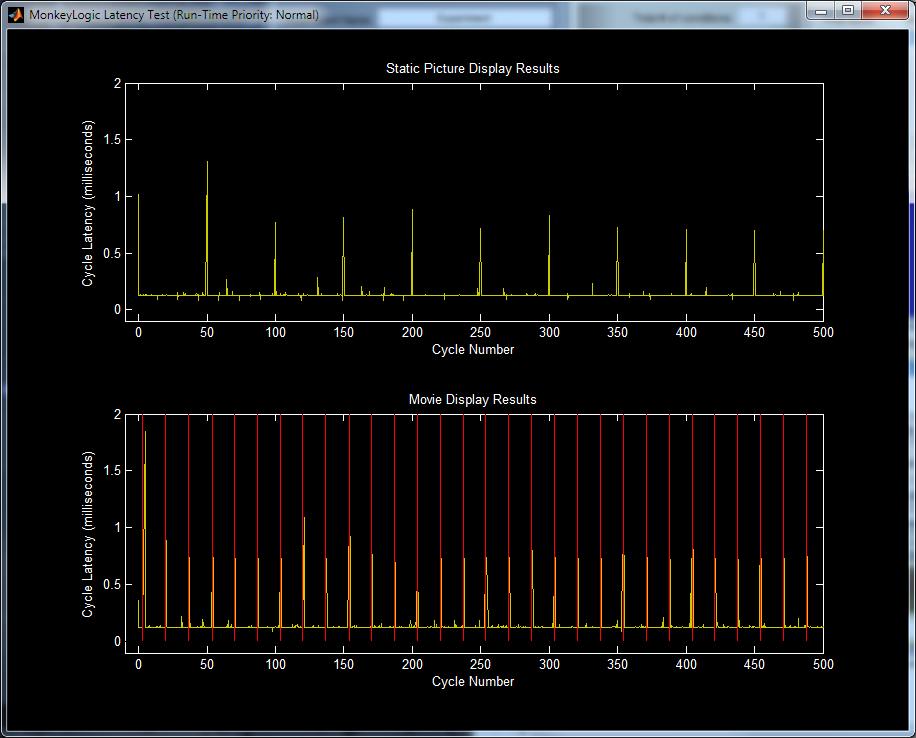 MonkeyLogic Latency Test (Run-Time Priority: Normal)
Static Picture Display Results
2
1.5
1
0.5
0
Cycle Latency (milliseconds)
0 50 100 150 200 250 300 350 400 450 500
Cycle Number
Movie Display Results
2
1.5
1
0.5
0
Cycle Latency (milliseconds)
0 50 100 150 200 250 300 350 400 450 500
Cycle Number